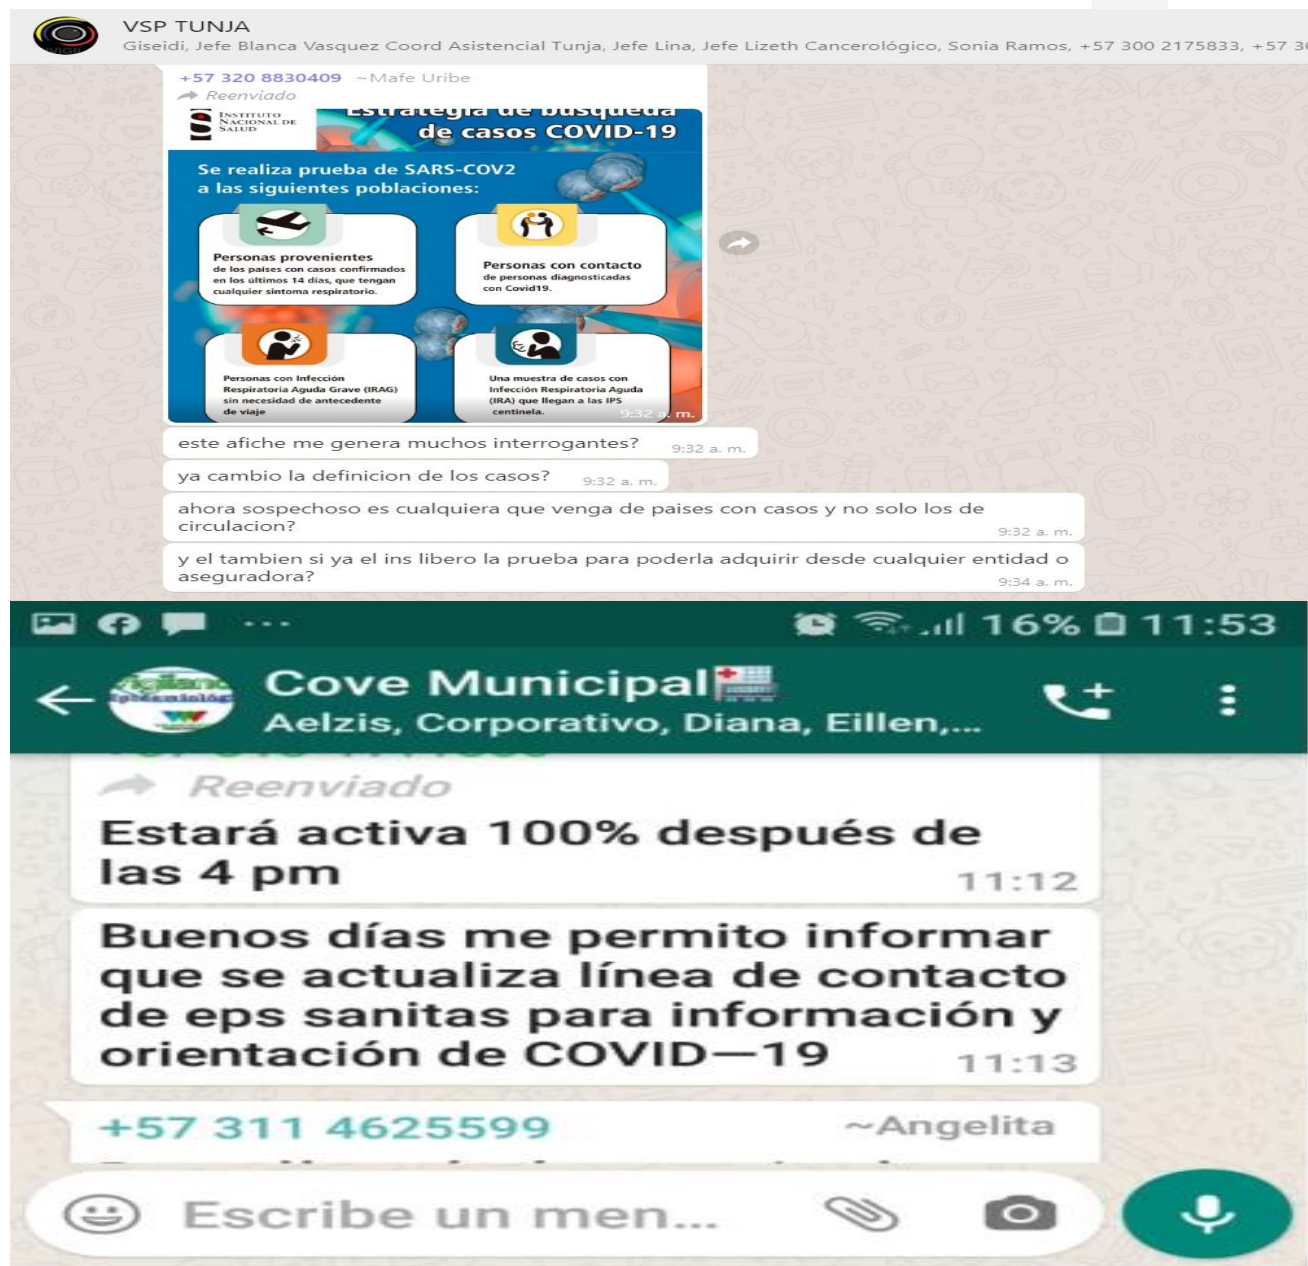 VSP TUNJA
Giseidi, Jefe Blanca Vasquez Coord Asistencial Tunja, Jefe Lina, Jefe Lizeth Cancerológico, Sonia Ramos, +57 300 2175833, +57 3
+57 320 8830409 ~Mafe Uribe
Reenviado
INSTITUTO
NACIONAL DE
SALUD
Estrategia de búsqueda
de casos COVID-19
Se realiza prueba de SARS-COV2
a las siguientes poblaciones:
Personas provenientes
de los países con casos confirmados
en los últimos 14 días, que tengan
cualquier síntoma respiratorio.
Personas con contacto
de personas diagnosticadas
con Covid19.
Personas con Infección
Respiratoria Aguda Grave (IRAG)
sin necesidad de antecedente
de viaje
Una muestra de casos con
Infección Respiratoria Aguda
(IRA) que llegan a las IPS
centinela.
9:32 a. m.
este afiche me genera muchos interrogantes? 9:32 a. m.
ya cambio la definicion de los casos? 9:32 a. m.
ahora sospechoso es cualquiera que venga de paises con casos y no solo los de
circulacion? 9:32 a. m.
y el tambien si ya el ins libero la prueba para poderla adquirir desde cualquier entidad o
aseguradora? 9:34 a. m.
... 16% 11:53
Cove Municipal
Aelzis, Corporativo, Diana, Eillen,...
Reenviado
Estará activa 100% después de
las 4 pm 11:12
Buenos días me permito informar
que se actualiza línea de contacto
de eps sanitas para información y
orientación de COVID—19 11:13
+57 311 4625599 ~Angelita
Escribe un men...